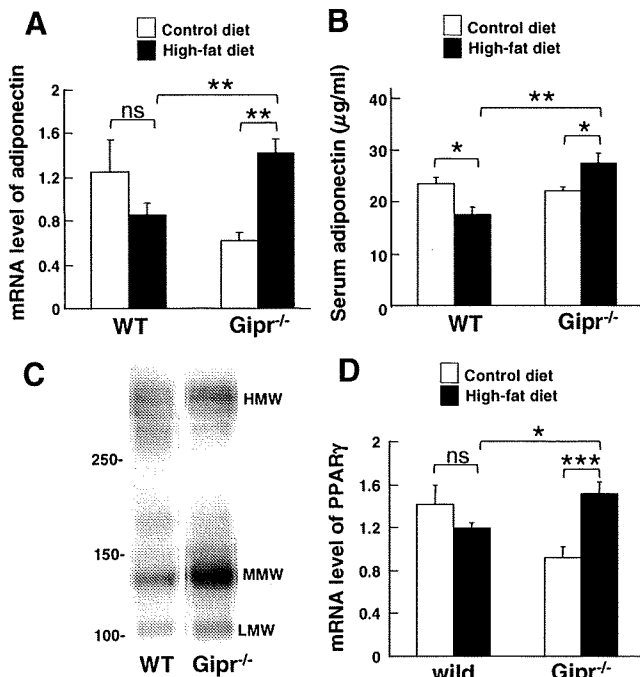 A
Control diet
High-fat diet
mRNA level of adiponectin
2
1.6
1.2
0.8
0.4
0
ns
**
**
WT
Gipr-/-
B
Control diet
High-fat diet
Serum adiponectin (μg/ml)
40
30
20
10
0
*
**
*
WT
Gipr-/-
C
250-
150-
100-
HMW
MMW
LMW
WT
Gipr-/-
D
Control diet
High-fat diet
mRNA level of PPARγ
2
1.6
1.2
0.8
0.4
0
ns
*
***
wild
Gipr-/-